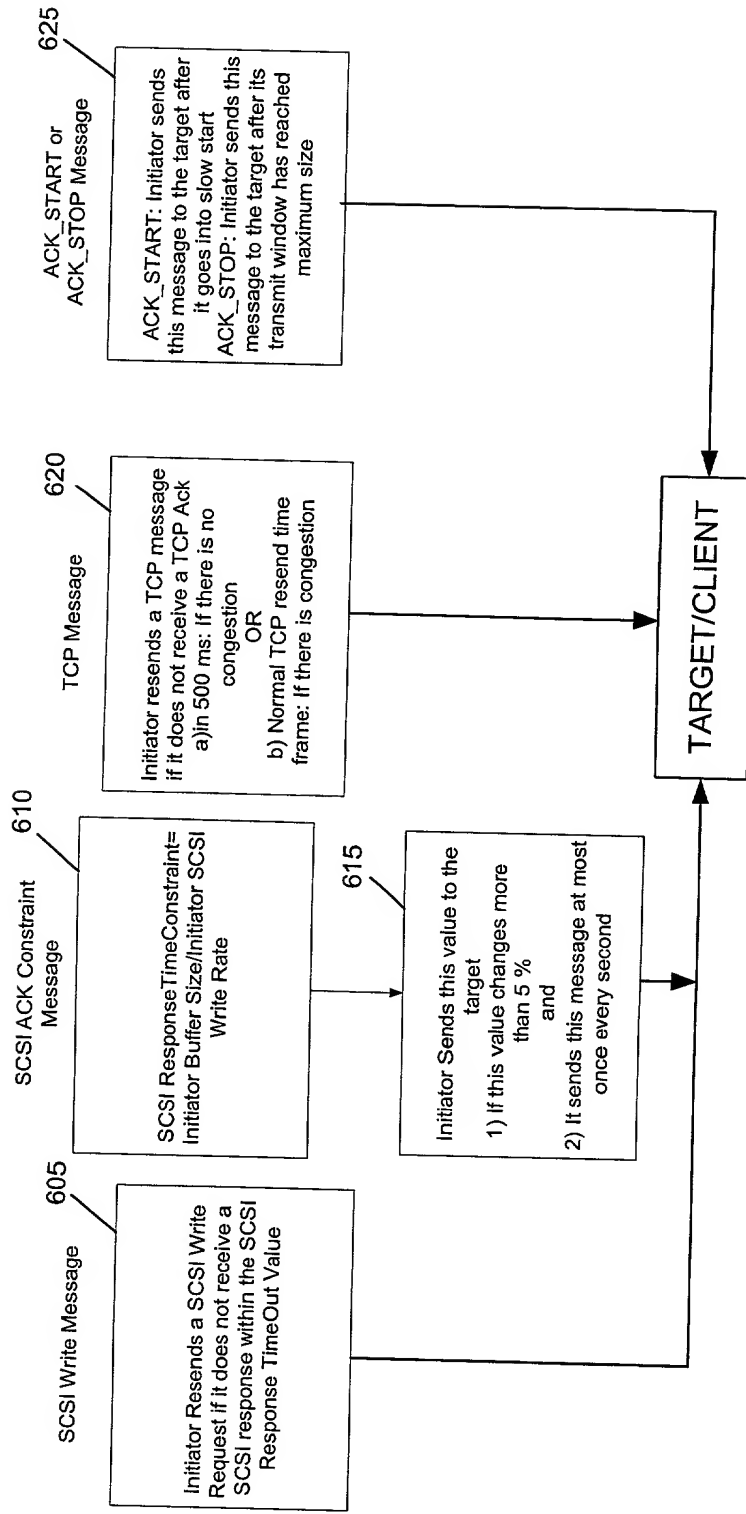 605
SCSI Write Message
Initiator Resends a SCSI Write
Request if it does not receive a
SCSI response within the SCSI
Response TimeOut Value
610
SCSI ACK Constraint
Message
SCSI ResponseTimeConstraint=
Initiator Buffer Size/Initiator SCSI
Write Rate
615
Initiator Sends this value to the
target
1) If this value changes more
than 5 %
and
2) It sends this message at most
once every second
620
TCP Message
Initiator resends a TCP message
if it does not receive a TCP Ack
a)in 500 ms: If there is no
congestion
OR
b) Normal TCP resend time
frame: If there is congestion
625
ACK_START or
ACK_STOP Message
ACK_START: Initiator sends
this message to the target after
it goes into slow start
ACK_STOP: Initiator sends this
message to the target after its
transmit window has reached
maximum size
TARGET/CLIENT